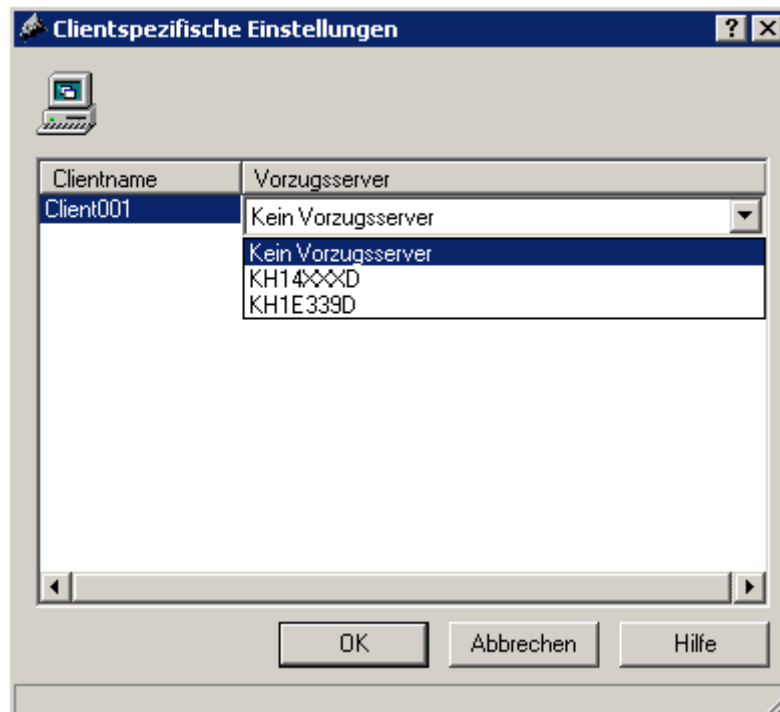 Clientspezifische Einstellungen
Clientname Vorzugsserver
Client001 Kein Vorzugsserver
Kein Vorzugsserver
KH14XXXD
KH1E339D
OK Abbrechen Hilfe